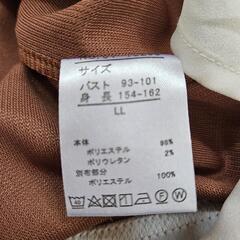 サイズ
バスト 93-101
身長 154-162
LL
本体
ポリエステル 98%
ポリウレタン 2%
別布部分
ポリエステル 100%